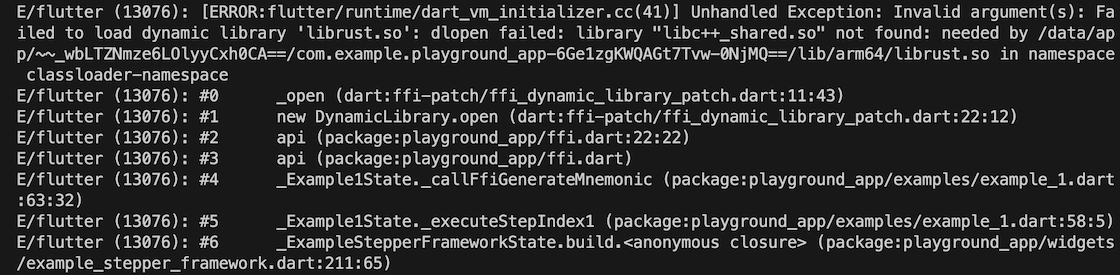 E/flutter (13076): [ERROR:flutter/runtime/dart_vm_initializer.cc(41)] Unhandled Exception: Invalid argument(s): Fa
iled to load dynamic library 'librust.so': dlopen failed: library "libc++_shared.so" not found: needed by /data/ap
p/~~_wbLTZNmze6LOlyyCxh0CA==/com.example.playground_app-6Ge1zgKWQAGt7Tvw-0NjMQ==/lib/arm64/librust.so in namespace
 classloader-namespace
E/flutter (13076): #0      _open (dart:ffi-patch/ffi_dynamic_library_patch.dart:11:43)
E/flutter (13076): #1      new DynamicLibrary.open (dart:ffi-patch/ffi_dynamic_library_patch.dart:22:12)
E/flutter (13076): #2      api (package:playground_app/ffi.dart:22:22)
E/flutter (13076): #3      api (package:playground_app/ffi.dart)
E/flutter (13076): #4      _Example1State._callFfiGenerateMnemonic (package:playground_app/examples/example_1.dart
:63:32)
E/flutter (13076): #5      _Example1State._executeStepIndex1 (package:playground_app/examples/example_1.dart:58:5)
E/flutter (13076): #6      _ExampleStepperFrameworkState.build.<anonymous closure> (package:playground_app/widgets
/example_stepper_framework.dart:211:65)